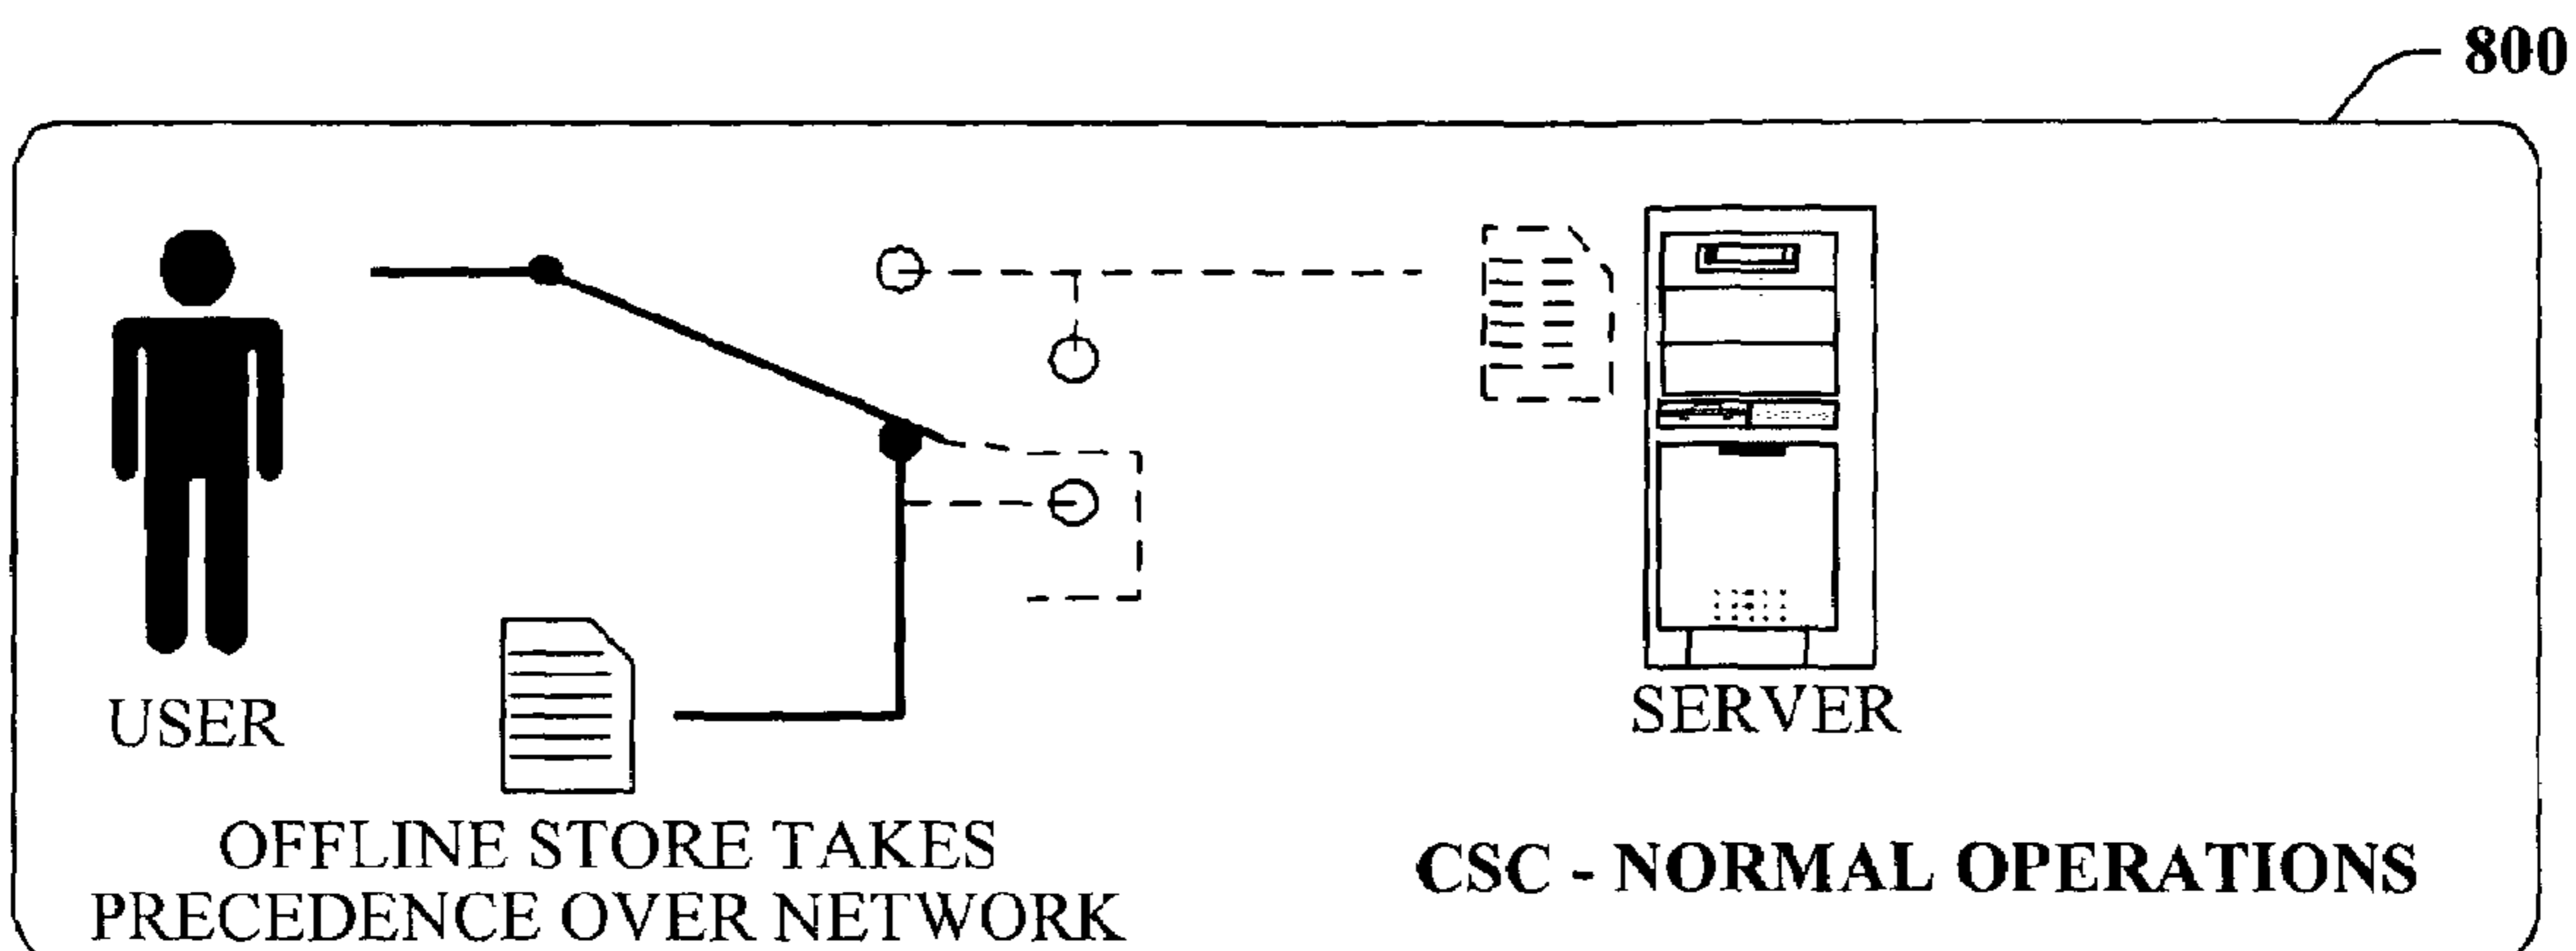 800
USER
SERVER
OFFLINE STORE TAKES
PRECEDENCE OVER NETWORK
CSC - NORMAL OPERATIONS